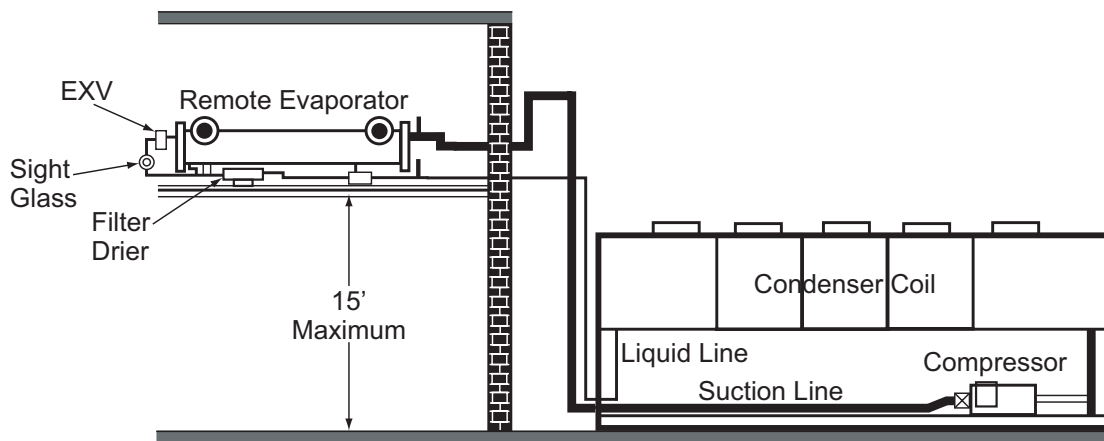 EXV
Remote Evaporator
Sight
Glass
Filter
Drier
15’
Maximum
Condenser Coil
Liquid Line
Compressor
Suction Line